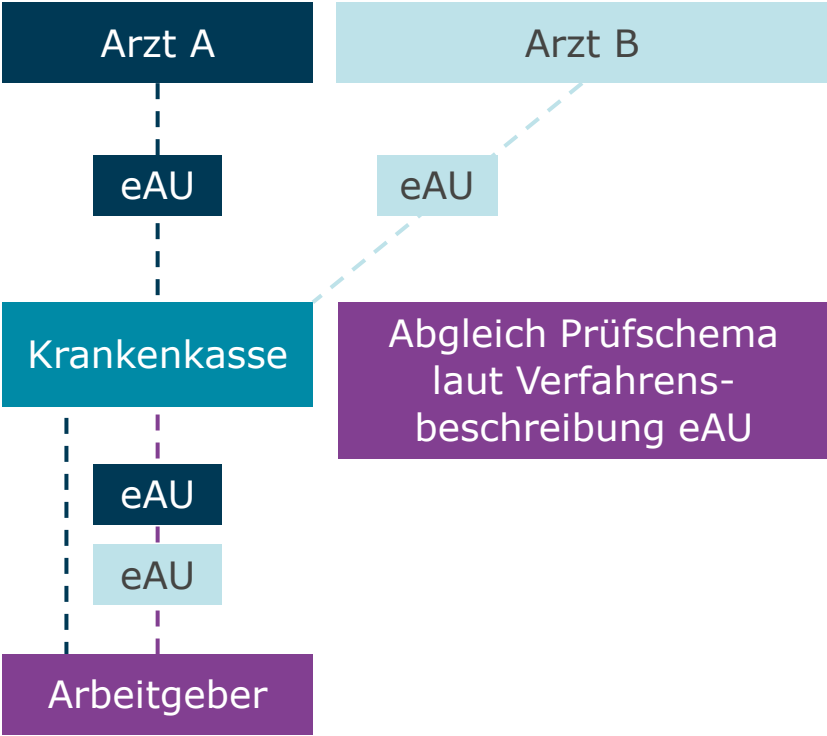 Arzt A
Arzt B
eAU
eAU
Krankenkasse
Abgleich Prüfschema
laut Verfahrens-
beschreibung eAU
eAU
eAU
Arbeitgeber